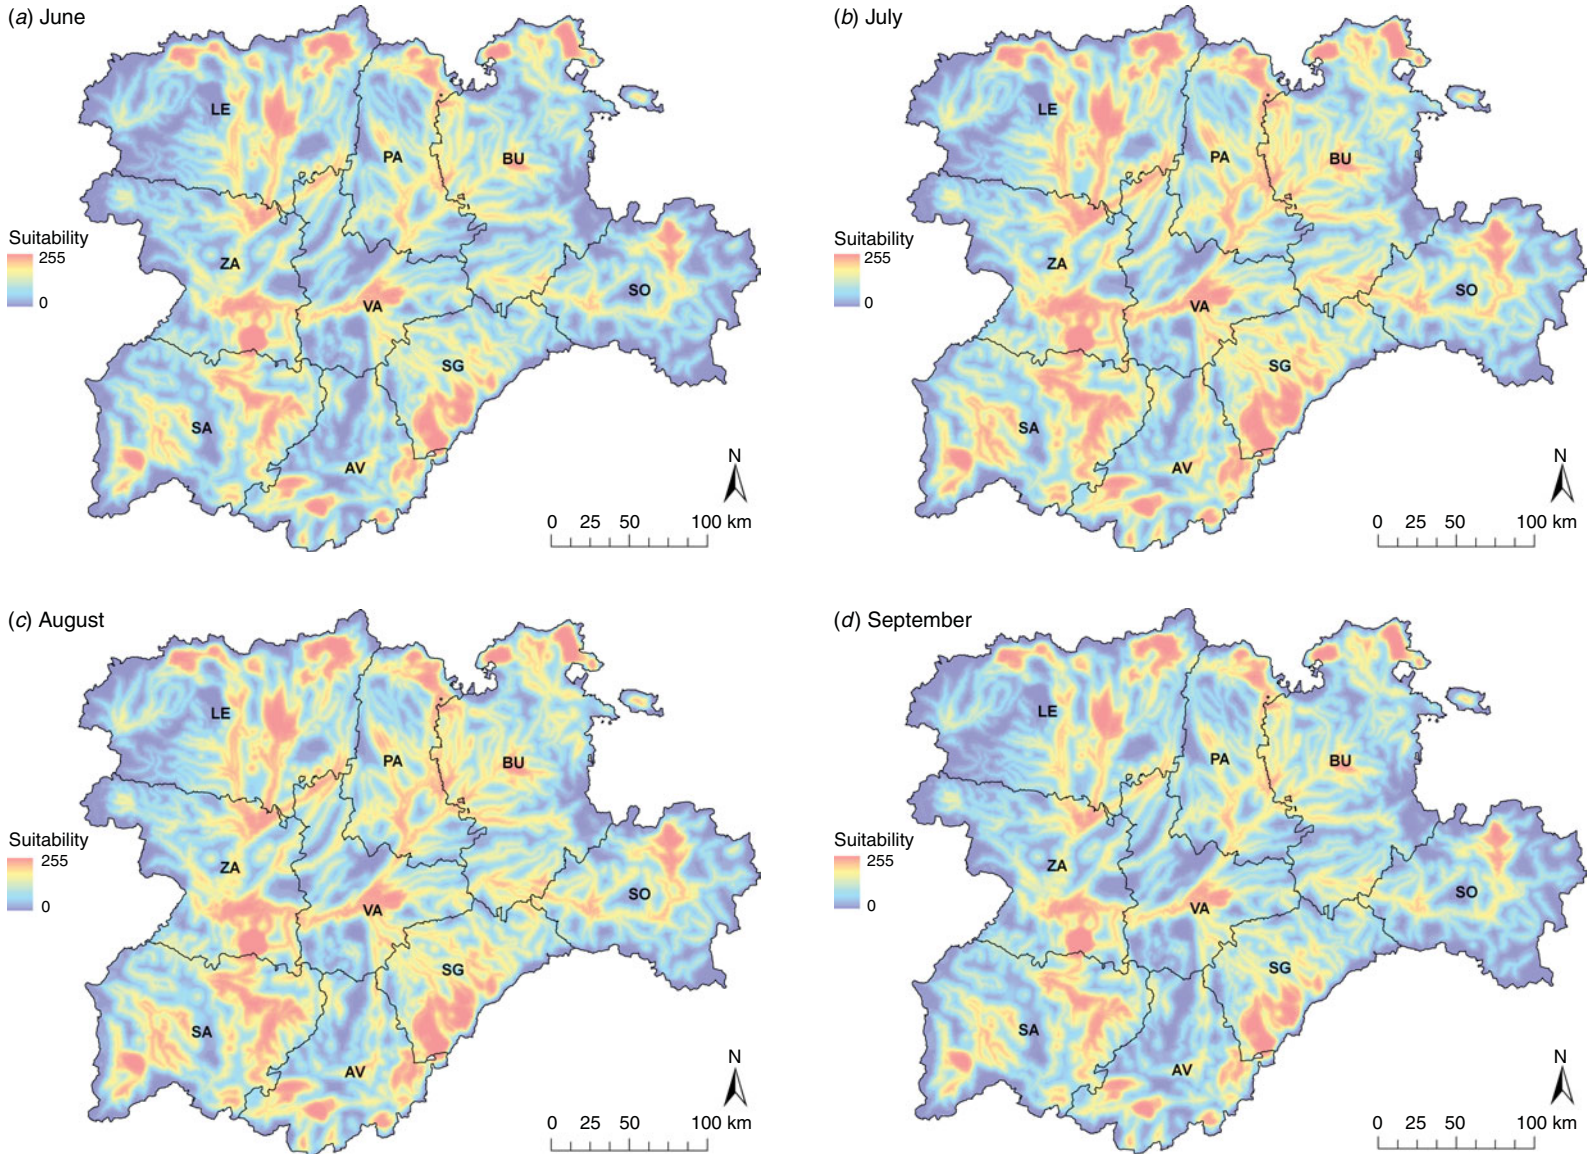 (a) June
LE
PA
BU
Suitability
255
0
ZA
VA
SO
SG
SA
AV
N
0 25 50 100 km
(b) July
LE
PA
BU
Suitability
255
0
ZA
VA
SO
SG
SA
AV
N
0 25 50 100 km
(c) August
LE
PA
BU
Suitability
255
0
ZA
VA
SO
SG
SA
AV
N
0 25 50 100 km
(d) September
LE
PA
BU
Suitability
255
0
ZA
VA
SO
SG
SA
AV
N
0 25 50 100 km